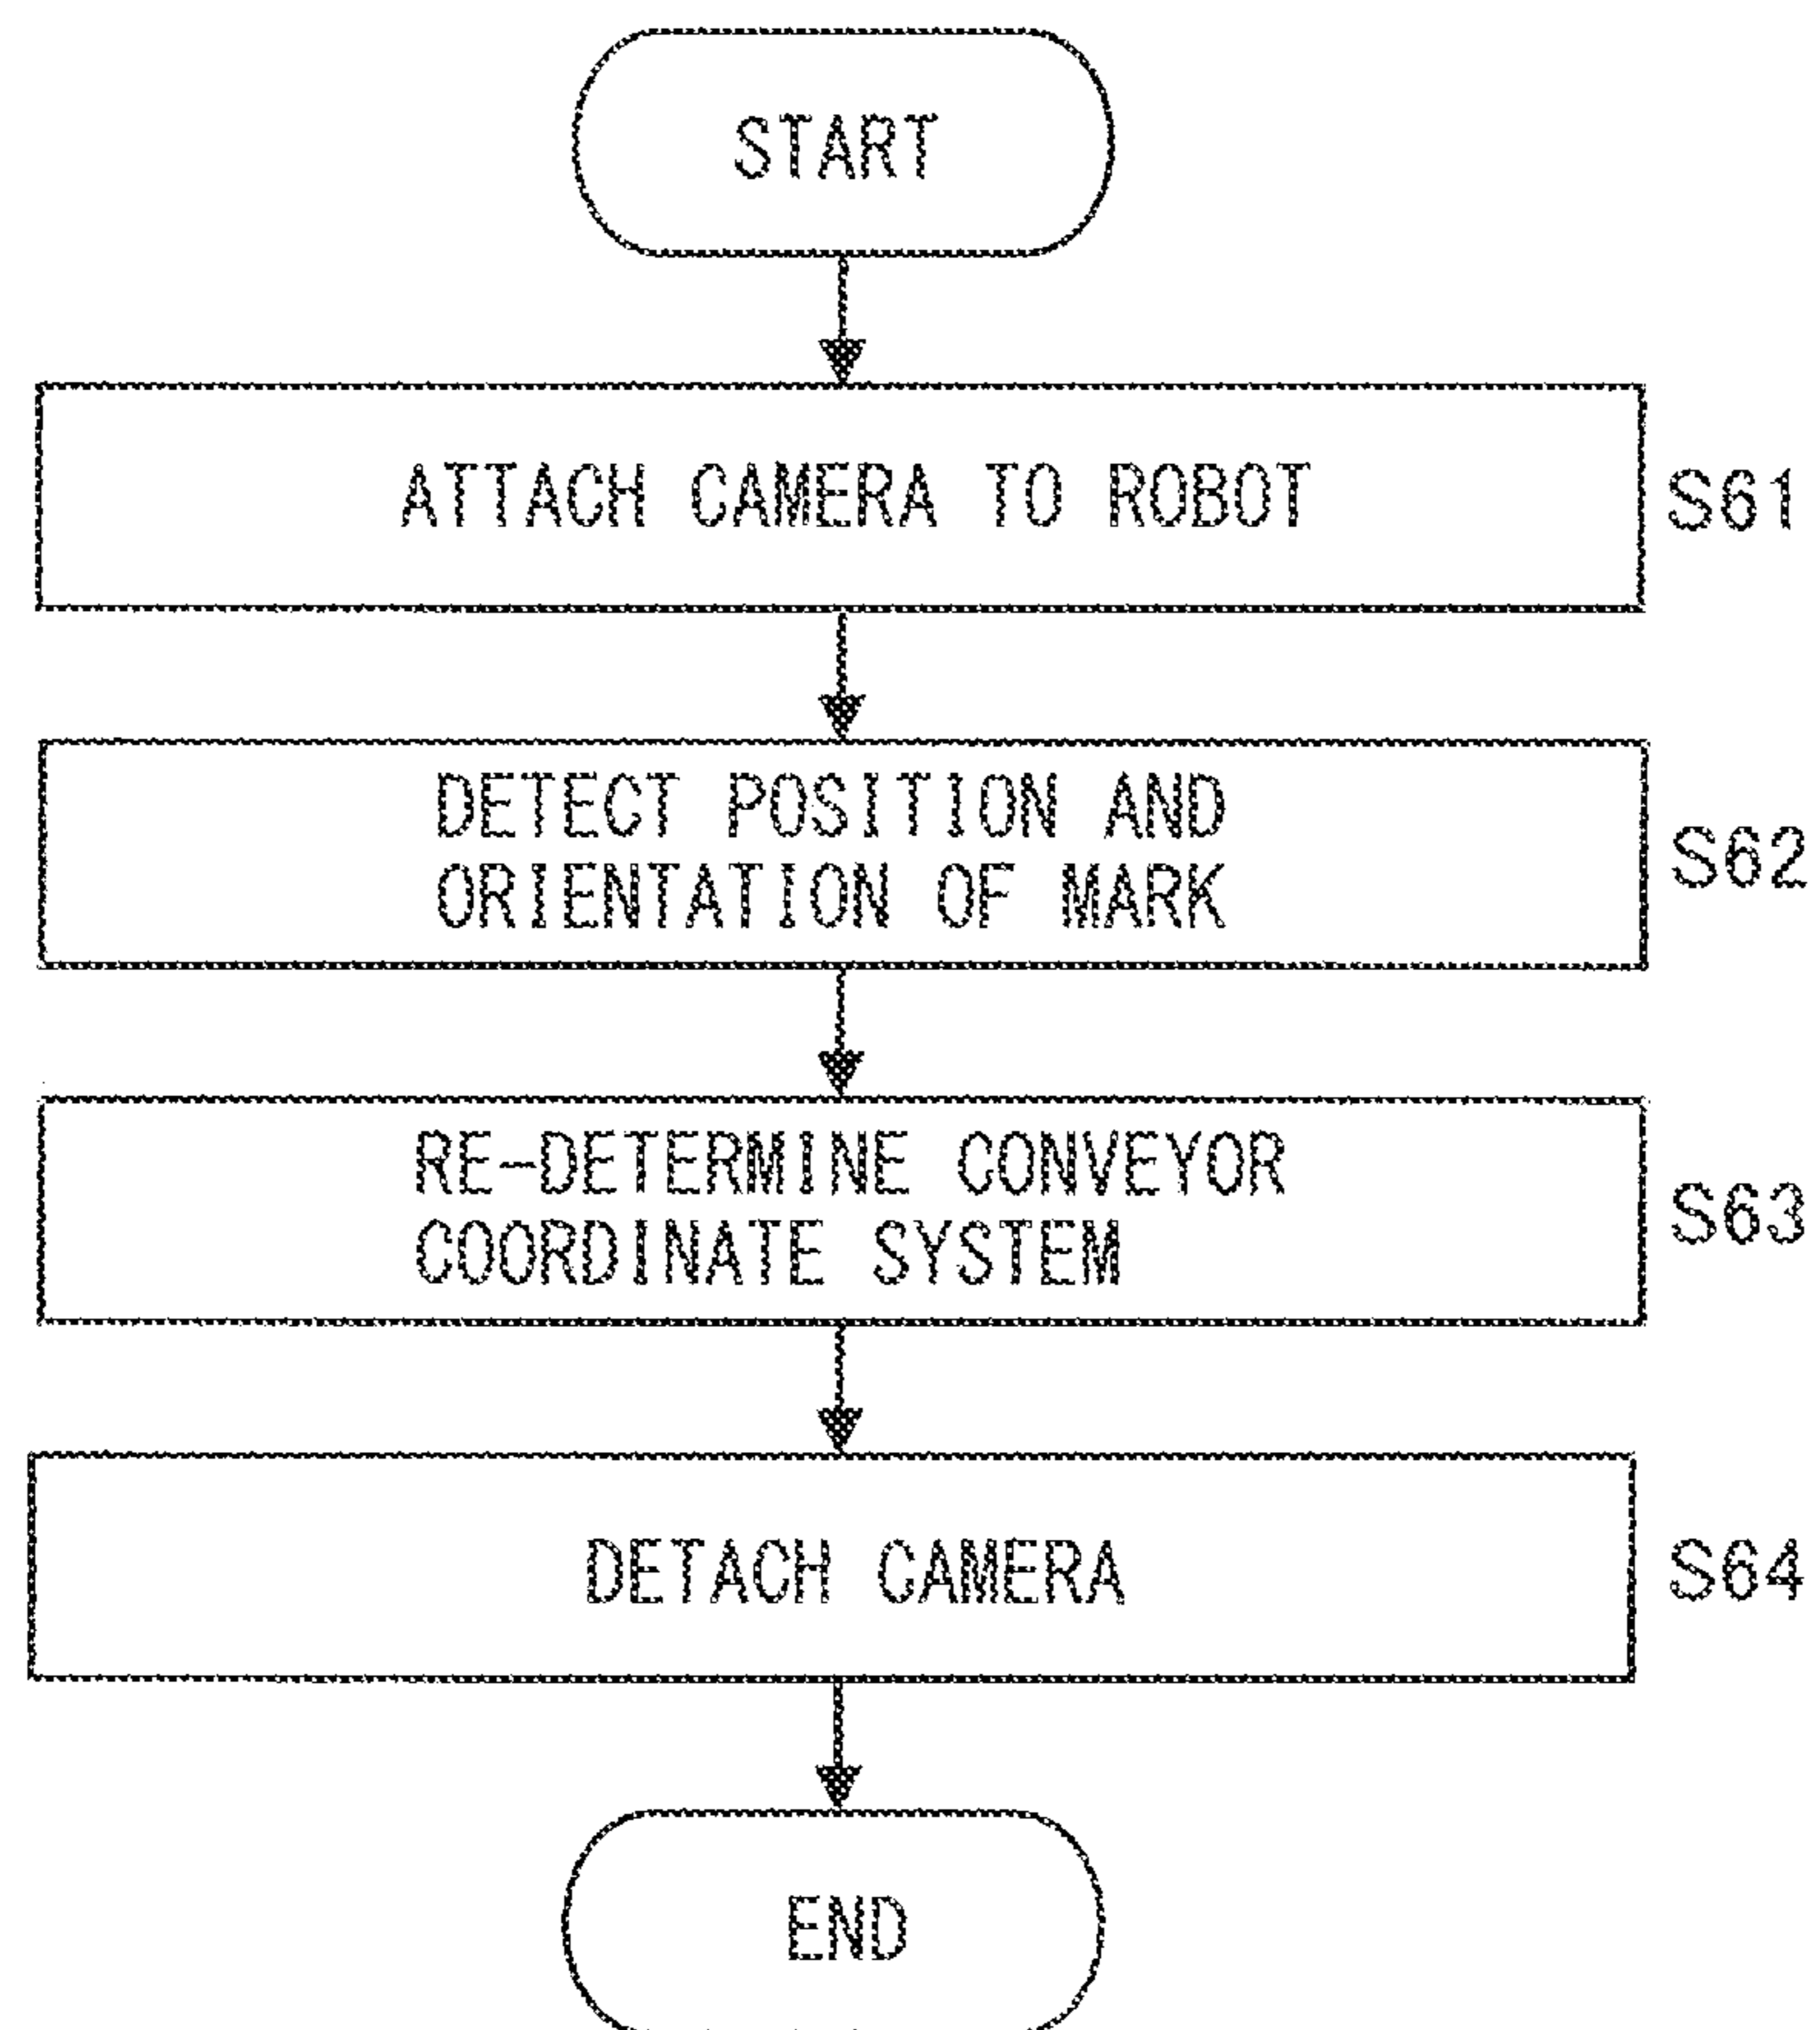 START
ATTACH CAMERA TO ROBOT
S61
DETECT POSITION AND
ORIENTATION OF MARK
S62
RE-DETERMINE CONVEYOR
COORDINATE SYSTEM
S63
DETACH CAMERA
S64
END